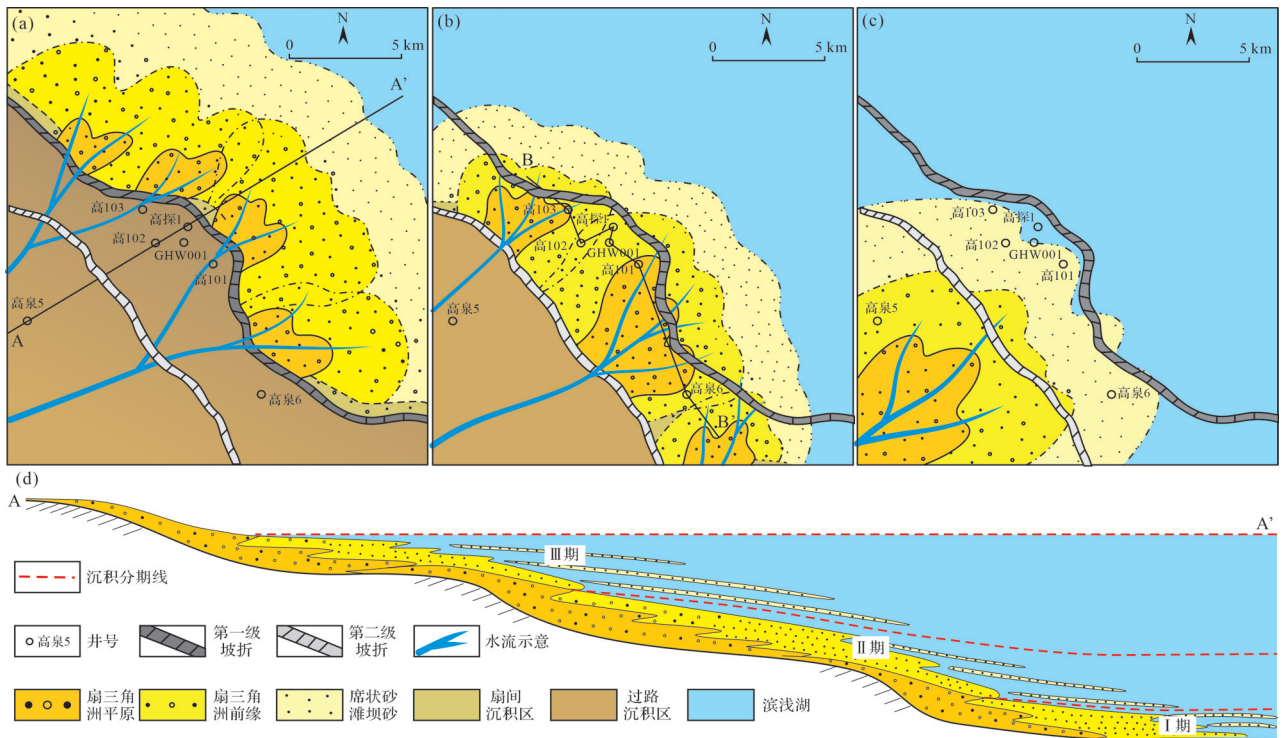 (a)
N
0 5 km
A'
高103
高探1
高102
GHW001
高101
高泉5
A
高泉6
(b)
N
0 5 km
B
高103
高探1
高102
GHW001
高101
高泉5
高泉6
B'
(c)
N
0 5 km
高103
高探1
高102
GHW001
高101
高泉5
高泉6
(d)
A
A'
III期
II期
I期
沉积分期线
高泉5
井号
第一级
坡折
第二级
坡折
水流示意
扇三角
洲平原
扇三角
洲前缘
席状砂
滩坝砂
扇间
沉积区
过路
沉积区
滨浅湖